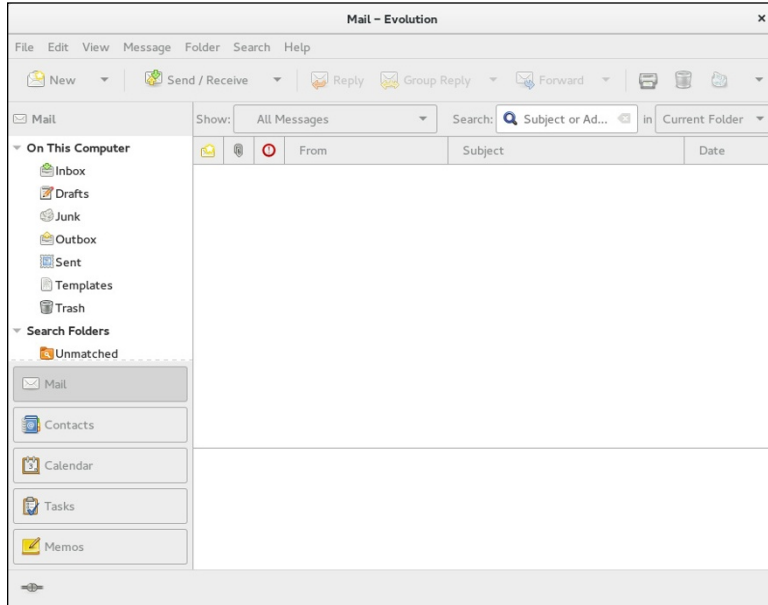 Mail – Evolution
File Edit View Message Folder Search Help
New Send / Receive Reply Group Reply Forward
Mail Show: All Messages Search: Subject or Ad... in Current Folder
From Subject Date
On This Computer
Inbox
Drafts
Junk
Outbox
Sent
Templates
Trash
Search Folders
Unmatched
Mail
Contacts
Calendar
Tasks
Memos